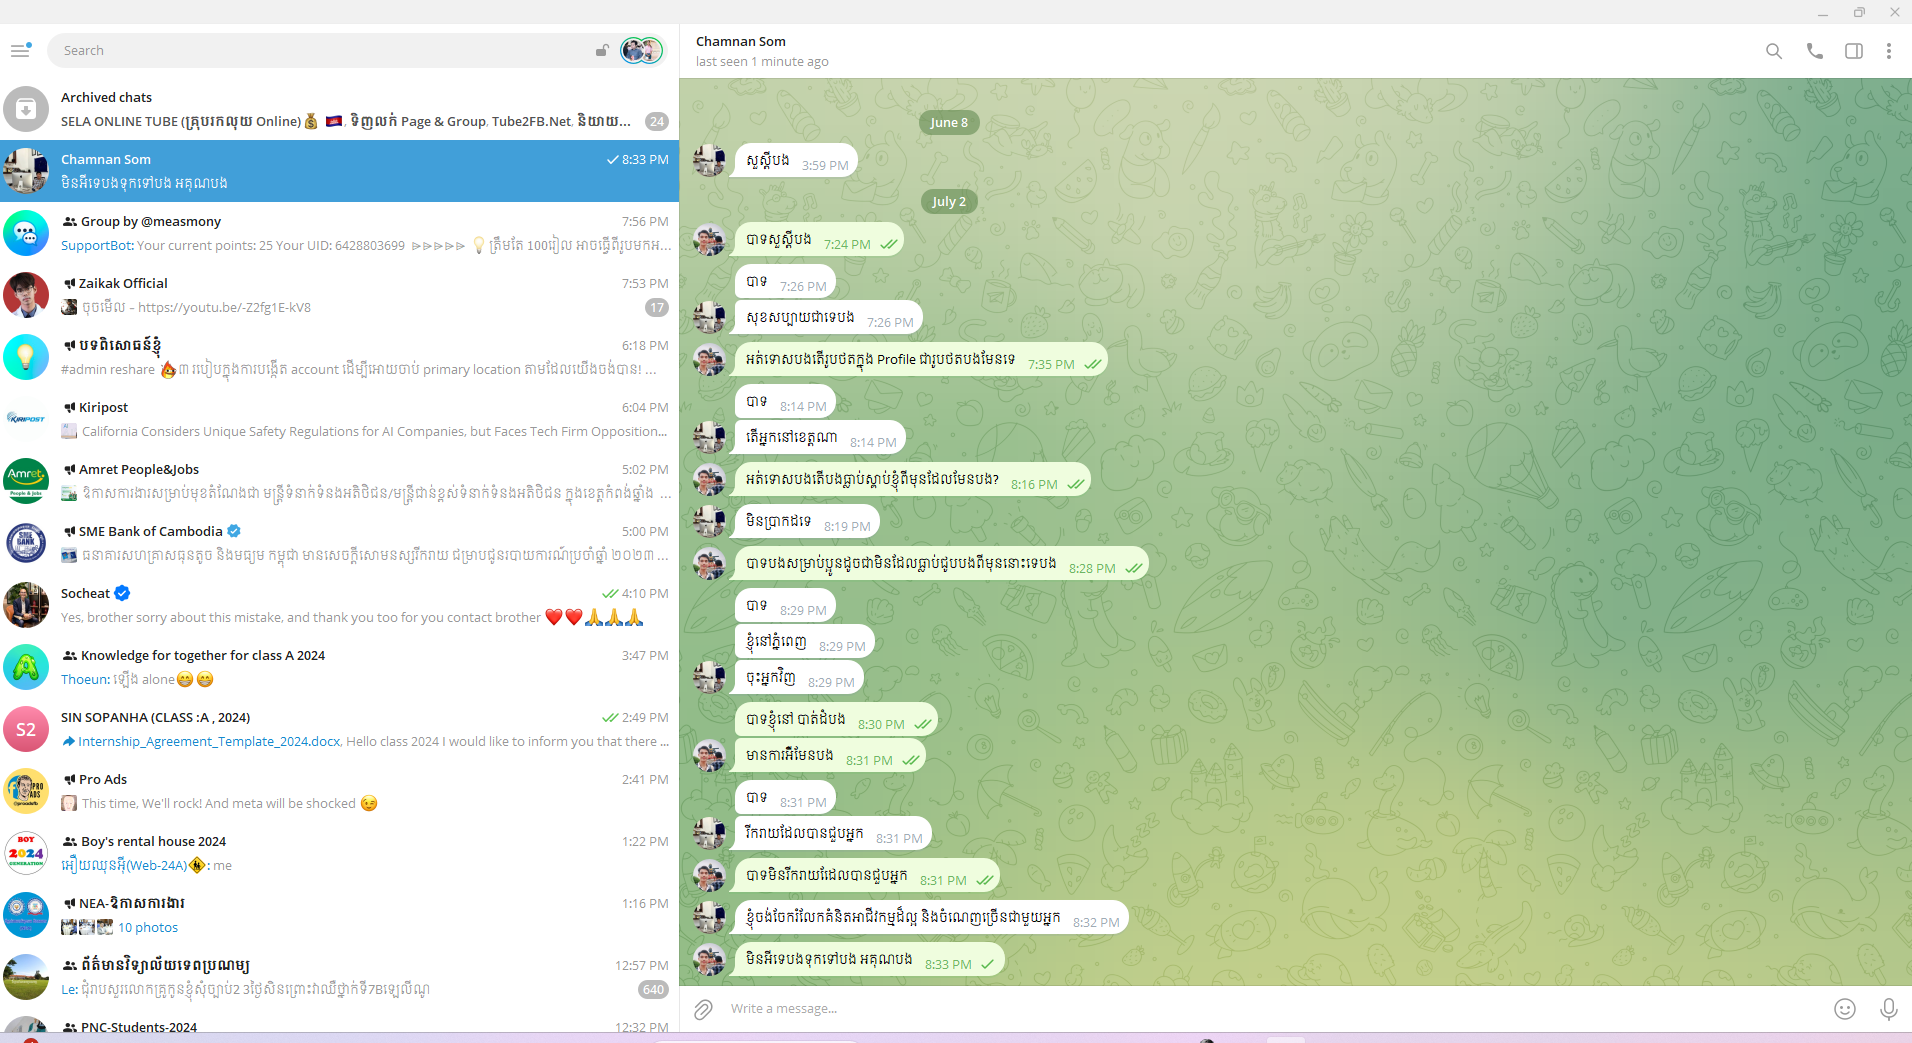 Search
Archived chats
SELA ONLINE TUBE (គ្រុបរកលុយ Online) 💰 🇰🇭, ទិញលក់ Page & Group, Tube2FB.Net, និយាយ...
24
Chamnan Som
8:33 PM
មិនអីទេបងទុកទៅបង អគុណបង
Group by @measmony
7:56 PM
SupportBot: Your current points: 25 Your UID: 6428803699 ⫸⫸⫸⫸⫸ 💡ត្រឹមតែ 100រៀល អាចធ្វើពីរូបមកអ...
Zaikak Official
7:53 PM
ចុចមើល - https://youtu.be/-Z2fg1E-kV8
17
បទពិសោធន៍ខ្ញុំ
6:18 PM
#admin reshare 🔥៣ របៀបក្នុងការបង្កើត account ដើម្បីអោយចាប់ primary location តាមដែលយើងចង់បាន! ...
Kiripost
6:04 PM
California Considers Unique Safety Regulations for AI Companies, but Faces Tech Firm Opposition...
Amret People&Jobs
5:02 PM
ឱកាសការងារសម្រាប់មុខតំណែងជា មន្ត្រីទំនាក់ទំនងអតិថិជន/មន្ត្រីជាន់ខ្ពស់ទំនាក់ទំនងអតិថិជន ក្នុងខេត្តកំពង់ឆ្នាំង ...
SME Bank of Cambodia
5:00 PM
ធនាគារសហគ្រាសធុនតូច និងមធ្យម កម្ពុជា មានសេចក្តីសោមនស្សរីករាយ ជម្រាបជូនរបាយការណ៍ប្រចាំឆ្នាំ ២០២៣ ...
Socheat
4:10 PM
Yes, brother sorry about this mistake, and thank you too for you contact brother ❤️❤️🙏🙏🙏
Knowledge for together for class A 2024
3:47 PM
Thoeun: ឡើង alone😁😁
S2
SIN SOPANHA (CLASS :A , 2024)
2:49 PM
Internship_Agreement_Template_2024.docx, Hello class 2024 I would like to inform you that there ...
Pro Ads
2:41 PM
This time, We'll rock! And meta will be shocked 😉
Boy's rental house 2024
1:22 PM
អឿយឈុនអ៊ី(Web-24A)🚸: me
NEA-ឱកាសការងារ
1:16 PM
10 photos
ព័ត៌មានវិទ្យាល័យទេពប្រណម្យ
12:57 PM
Le: ជុំរាបសួរលោកគ្រូកូនខ្ញុំសុំច្បាប់2 3ថ្ងៃសិនព្រោះវាឈឺថ្នាក់ទី7Bឡេលីណូ
640
PNC-Students-2024
12:32 PM
Chamnan Som
last seen 1 minute ago
June 8
សួស្តីបង 3:59 PM
July 2
បាទសួស្តីបង 7:24 PM
បាទ 7:26 PM
សុខសប្បាយជាទេបង 7:26 PM
អត់ទោសបងតើរូបថតក្នុង Profile ជារូបថតបងមែនទេ 7:35 PM
បាទ 8:14 PM
តើអ្នកនៅខេត្តណា 8:14 PM
អត់ទោសបងតើបងធ្លាប់ស្គាប់ខ្ញុំពីមុនដែលមែនបង? 8:16 PM
មិនប្រាកដទេ 8:19 PM
បាទបងសម្រាប់ប្អូនដូចជាមិនដែលធ្លាប់ជួបបងពីមុននោះទេបង 8:28 PM
បាទ 8:29 PM
ខ្ញុំនៅភ្នំពេញ 8:29 PM
ចុះអ្នកវិញ 8:29 PM
បាទខ្ញុំនៅ បាត់ដំបង 8:30 PM
មានការអីមែនបង 8:31 PM
បាទ 8:31 PM
រីករាយដែលបានជួបអ្នក 8:31 PM
បាទមិនរីករាយដែលបានជួបអ្នក 8:31 PM
ខ្ញុំចង់ចែករំលែកគំនិតអាជីវកម្មដ៏ល្អ និងចំណេញច្រើនជាមួយអ្នក 8:32 PM
មិនអីទេបងទុកទៅបង អគុណបង 8:33 PM
Write a message...